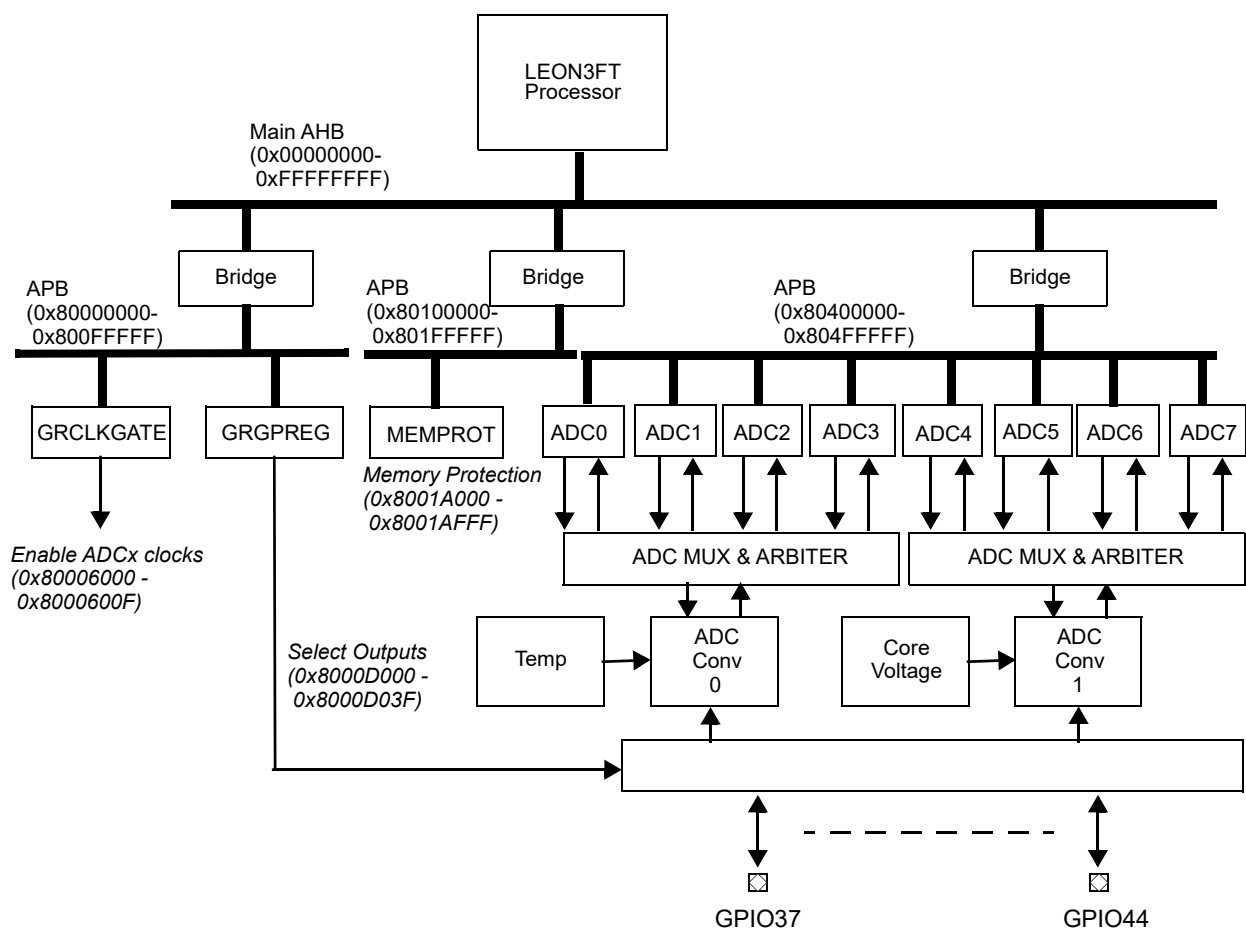 LEON3FT
Processor
Main AHB
(0x00000000-
0xFFFFFFFF)
Bridge
Bridge
Bridge
APB
(0x80000000-
0x800FFFFF)
APB
(0x80100000-
0x801FFFFF)
APB
(0x80400000-
0x804FFFFF)
GRCLKGATE
GRGPREG
MEMPROT
ADC0
ADC1
ADC2
ADC3
ADC4
ADC5
ADC6
ADC7
Memory Protection
(0x8001A000 -
0x8001AFFF)
Enable ADCx clocks
(0x80006000 -
0x8000600F)
ADC MUX & ARBITER
ADC MUX & ARBITER
Select Outputs
(0x8000D000 -
0x8000D03F)
Temp
ADC
Conv
0
Core
Voltage
ADC
Conv
1
GPIO37
GPIO44